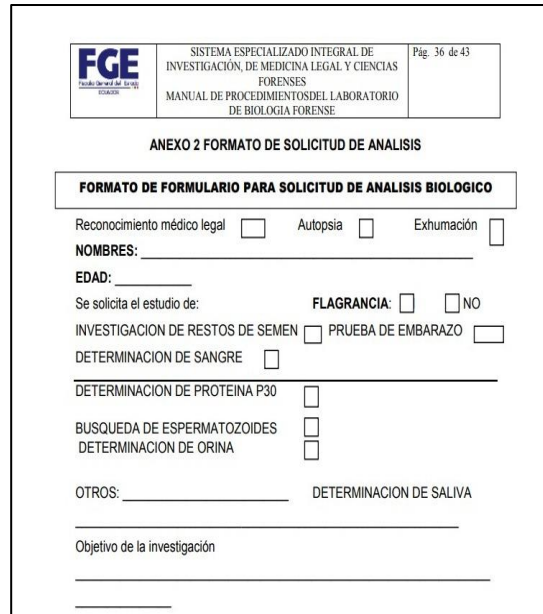 FGE
Fiscalía General del Estado
ECUADOR
SISTEMA ESPECIALIZADO INTEGRAL DE
INVESTIGACIÓN, DE MEDICINA LEGAL Y CIENCIAS
FORENSES
MANUAL DE PROCEDIMIENTOSDEL LABORATORIO
DE BIOLOGIA FORENSE
Pág. 36 de 43
ANEXO 2 FORMATO DE SOLICITUD DE ANALISIS
FORMATO DE FORMULARIO PARA SOLICITUD DE ANALISIS BIOLOGICO
Reconocimiento médico legal Autopsia Exhumación
NOMBRES:
EDAD:
Se solicita el estudio de: FLAGRANCIA: NO
INVESTIGACION DE RESTOS DE SEMEN PRUEBA DE EMBARAZO
DETERMINACION DE SANGRE
DETERMINACION DE PROTEINA P30
BUSQUEDA DE ESPERMATOZOIDES
DETERMINACION DE ORINA
OTROS: DETERMINACION DE SALIVA
Objetivo de la investigación